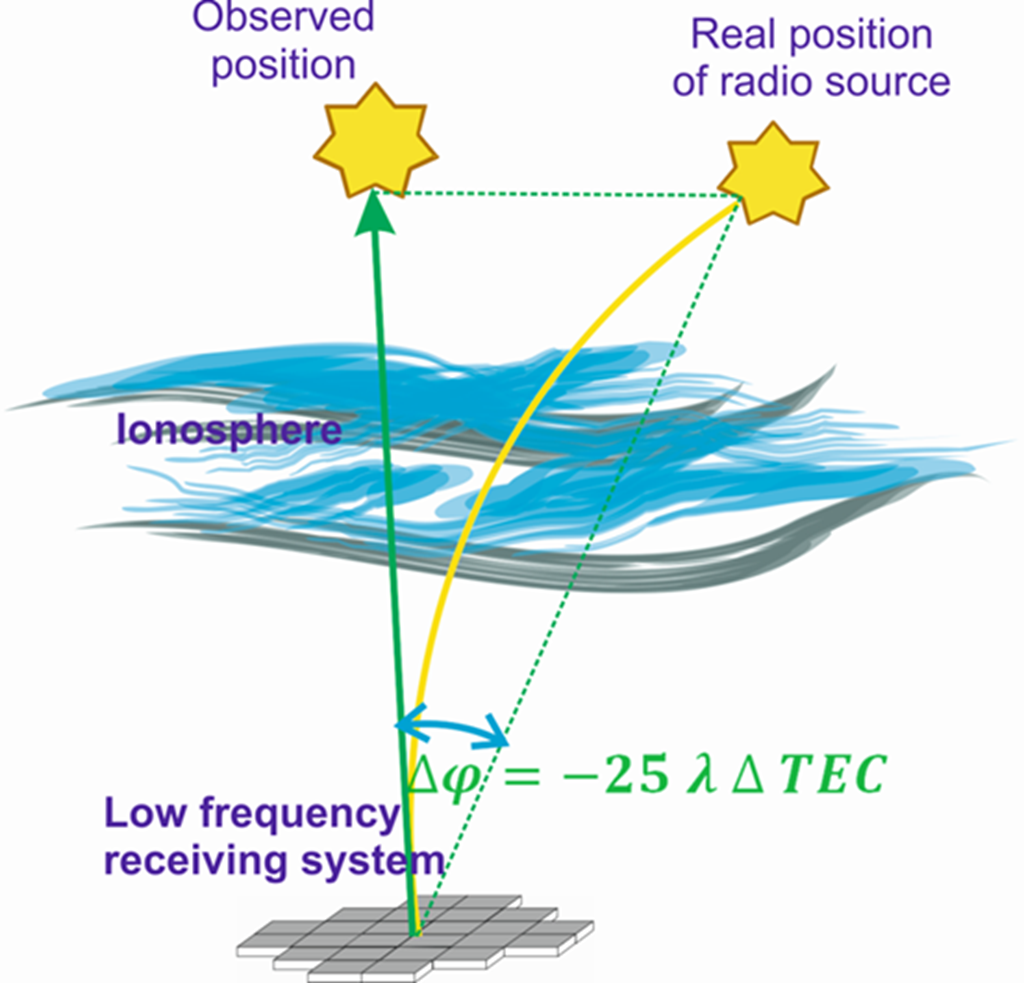 Observed
position
Real position
of radio source
Ionosphere
Δφ = −25 λ Δ TEC
Low frequency
receiving system